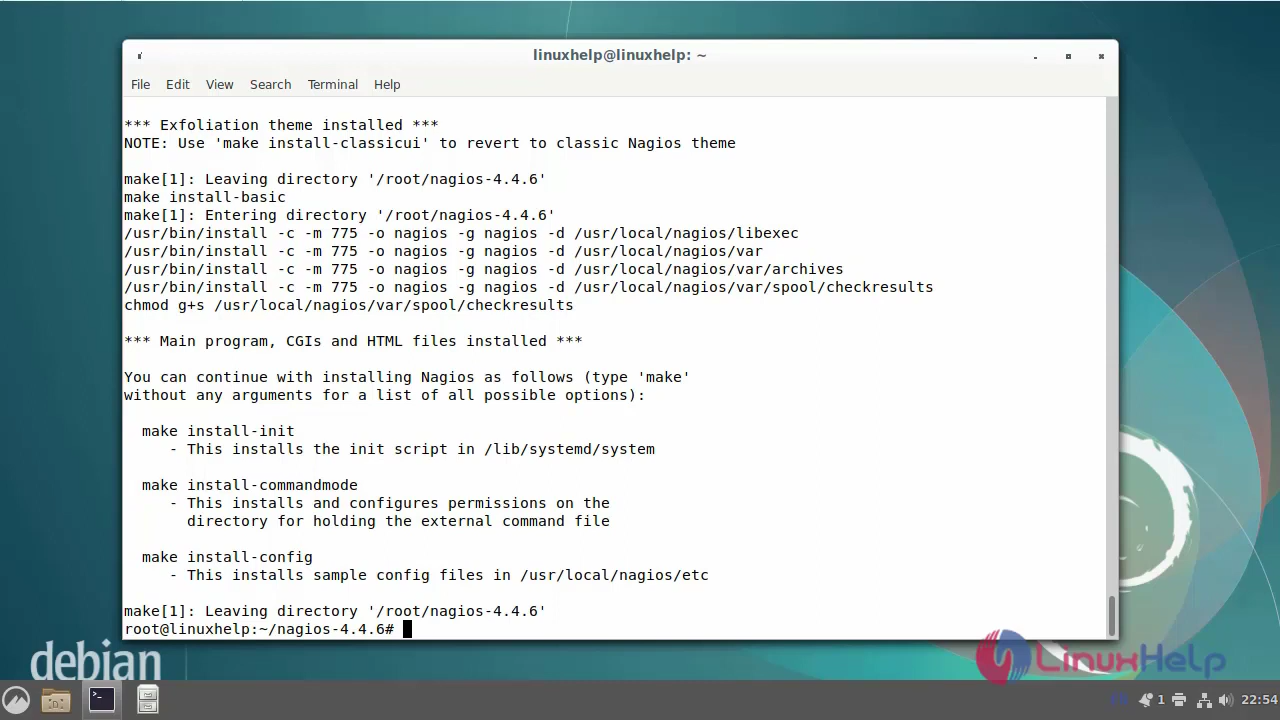 linuxhelp@linuxhelp: ~
File Edit View Search Terminal Help
*** Exfoliation theme installed ***
NOTE: Use 'make install-classicui' to revert to classic Nagios theme
make[1]: Leaving directory '/root/nagios-4.4.6'
make install-basic
make[1]: Entering directory '/root/nagios-4.4.6'
/usr/bin/install -c -m 775 -o nagios -g nagios -d /usr/local/nagios/libexec
/usr/bin/install -c -m 775 -o nagios -g nagios -d /usr/local/nagios/var
/usr/bin/install -c -m 775 -o nagios -g nagios -d /usr/local/nagios/var/archives
/usr/bin/install -c -m 775 -o nagios -g nagios -d /usr/local/nagios/var/spool/checkresults
chmod g+s /usr/local/nagios/var/spool/checkresults
*** Main program, CGIs and HTML files installed ***
You can continue with installing Nagios as follows (type 'make'
without any arguments for a list of all possible options):
make install-init
- This installs the init script in /lib/systemd/system
make install-commandmode
- This installs and configures permissions on the
directory for holding the external command file
make install-config
- This installs sample config files in /usr/local/nagios/etc
make[1]: Leaving directory '/root/nagios-4.4.6'
root@linuxhelp:~/nagios-4.4.6#
debian
LinuxHelp
1 22:54